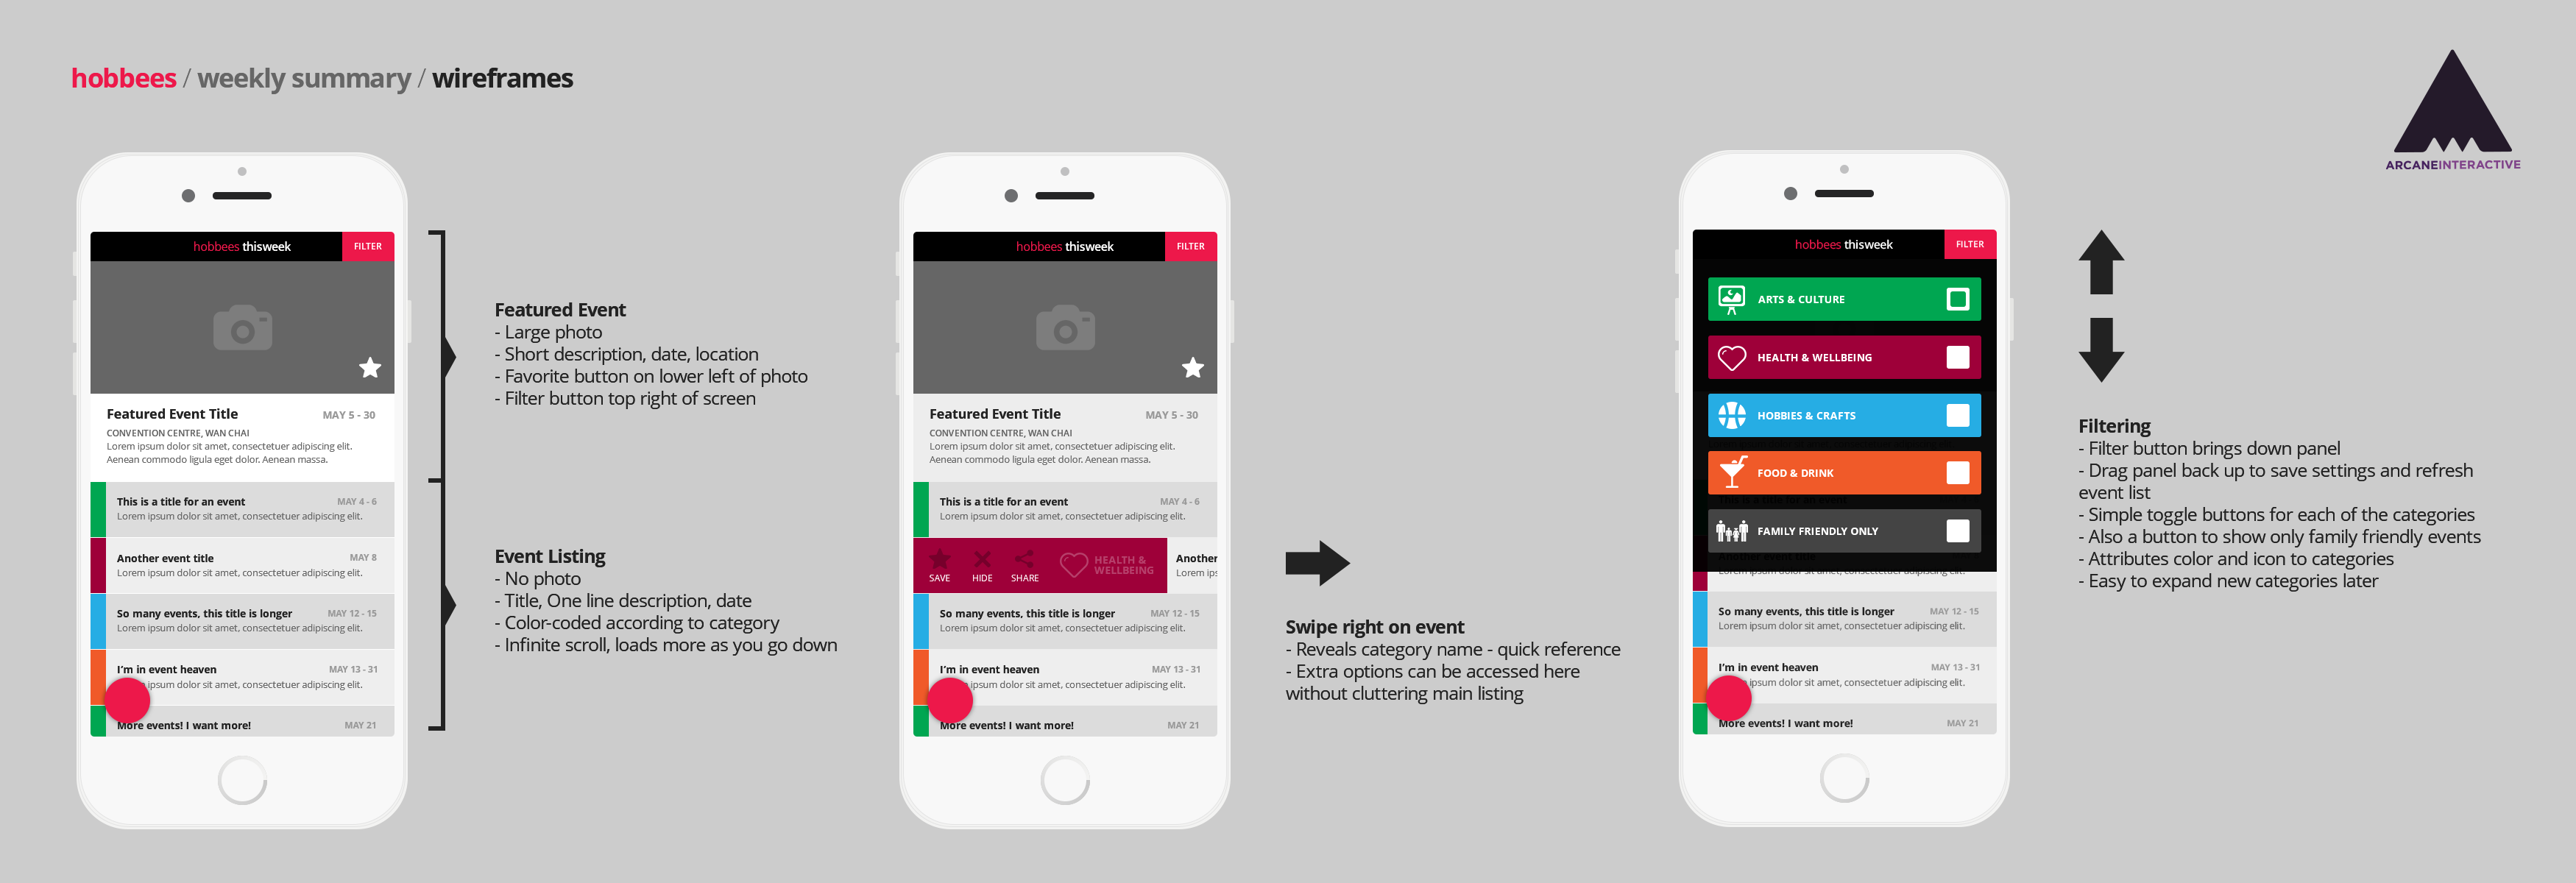 hobbees / weekly summary / wireframes
ARCANEINTERACTIVE
hobbees thisweek
FILTER
Featured Event Title
MAY 5 - 30
CONVENTION CENTRE, WAN CHAI
Lorem ipsum dolor sit amet, consectetuer adipiscing elit.
Aenean commodo ligula eget dolor. Aenean massa.
This is a title for an event
MAY 4 - 6
Lorem ipsum dolor sit amet, consectetuer adipiscing elit.
Another event title
MAY 8
Lorem ipsum dolor sit amet, consectetuer adipiscing elit.
So many events, this title is longer
MAY 12 - 15
Lorem ipsum dolor sit amet, consectetuer adipiscing elit.
I'm in event heaven
MAY 13 - 31
ipsum dolor sit amet, consectetuer adipiscing elit.
More events! I want more!
MAY 21
Featured Event
- Large photo
- Short description, date, location
- Favorite button on lower left of photo
- Filter button top right of screen
Event Listing
- No photo
- Title, One line description, date
- Color-coded according to category
- Infinite scroll, loads more as you go down
hobbees thisweek
FILTER
Featured Event Title
MAY 5 - 30
CONVENTION CENTRE, WAN CHAI
Lorem ipsum dolor sit amet, consectetuer adipiscing elit.
Aenean commodo ligula eget dolor. Aenean massa.
This is a title for an event
MAY 4 - 6
Lorem ipsum dolor sit amet, consectetuer adipiscing elit.
SAVE
HIDE
SHARE
HEALTH &
WELLBEING
Another
Lorem ips
So many events, this title is longer
MAY 12 - 15
Lorem ipsum dolor sit amet, consectetuer adipiscing elit.
I'm in event heaven
MAY 13 - 31
ipsum dolor sit amet, consectetuer adipiscing elit.
More events! I want more!
MAY 21
Swipe right on event
- Reveals category name - quick reference
- Extra options can be accessed here
without cluttering main listing
hobbees thisweek
FILTER
ARTS & CULTURE
HEALTH & WELLBEING
HOBBIES & CRAFTS
FOOD & DRINK
This is a title for an event
FAMILY FRIENDLY ONLY
Another event title
Lorem ipsum dolor sit amet, consectetuer adipiscing elit.
So many events, this title is longer
MAY 12 - 15
Lorem ipsum dolor sit amet, consectetuer adipiscing elit.
I'm in event heaven
MAY 13 - 31
ipsum dolor sit amet, consectetuer adipiscing elit.
More events! I want more!
MAY 21
Filtering
- Filter button brings down panel
- Drag panel back up to save settings and refresh
event list
- Simple toggle buttons for each of the categories
- Also a button to show only family friendly events
- Attributes color and icon to categories
- Easy to expand new categories later